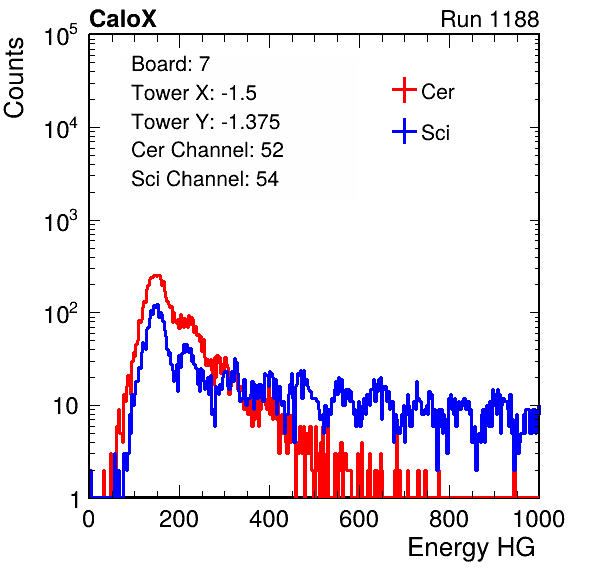 CaloX Run 1188
Counts
10^5
10^4
10^3
10^2
10
1
Board: 7
Tower X: -1.5
Tower Y: -1.375
Cer Channel: 52
Sci Channel: 54
Cer
Sci
0 200 400 600 800 1000
Energy HG